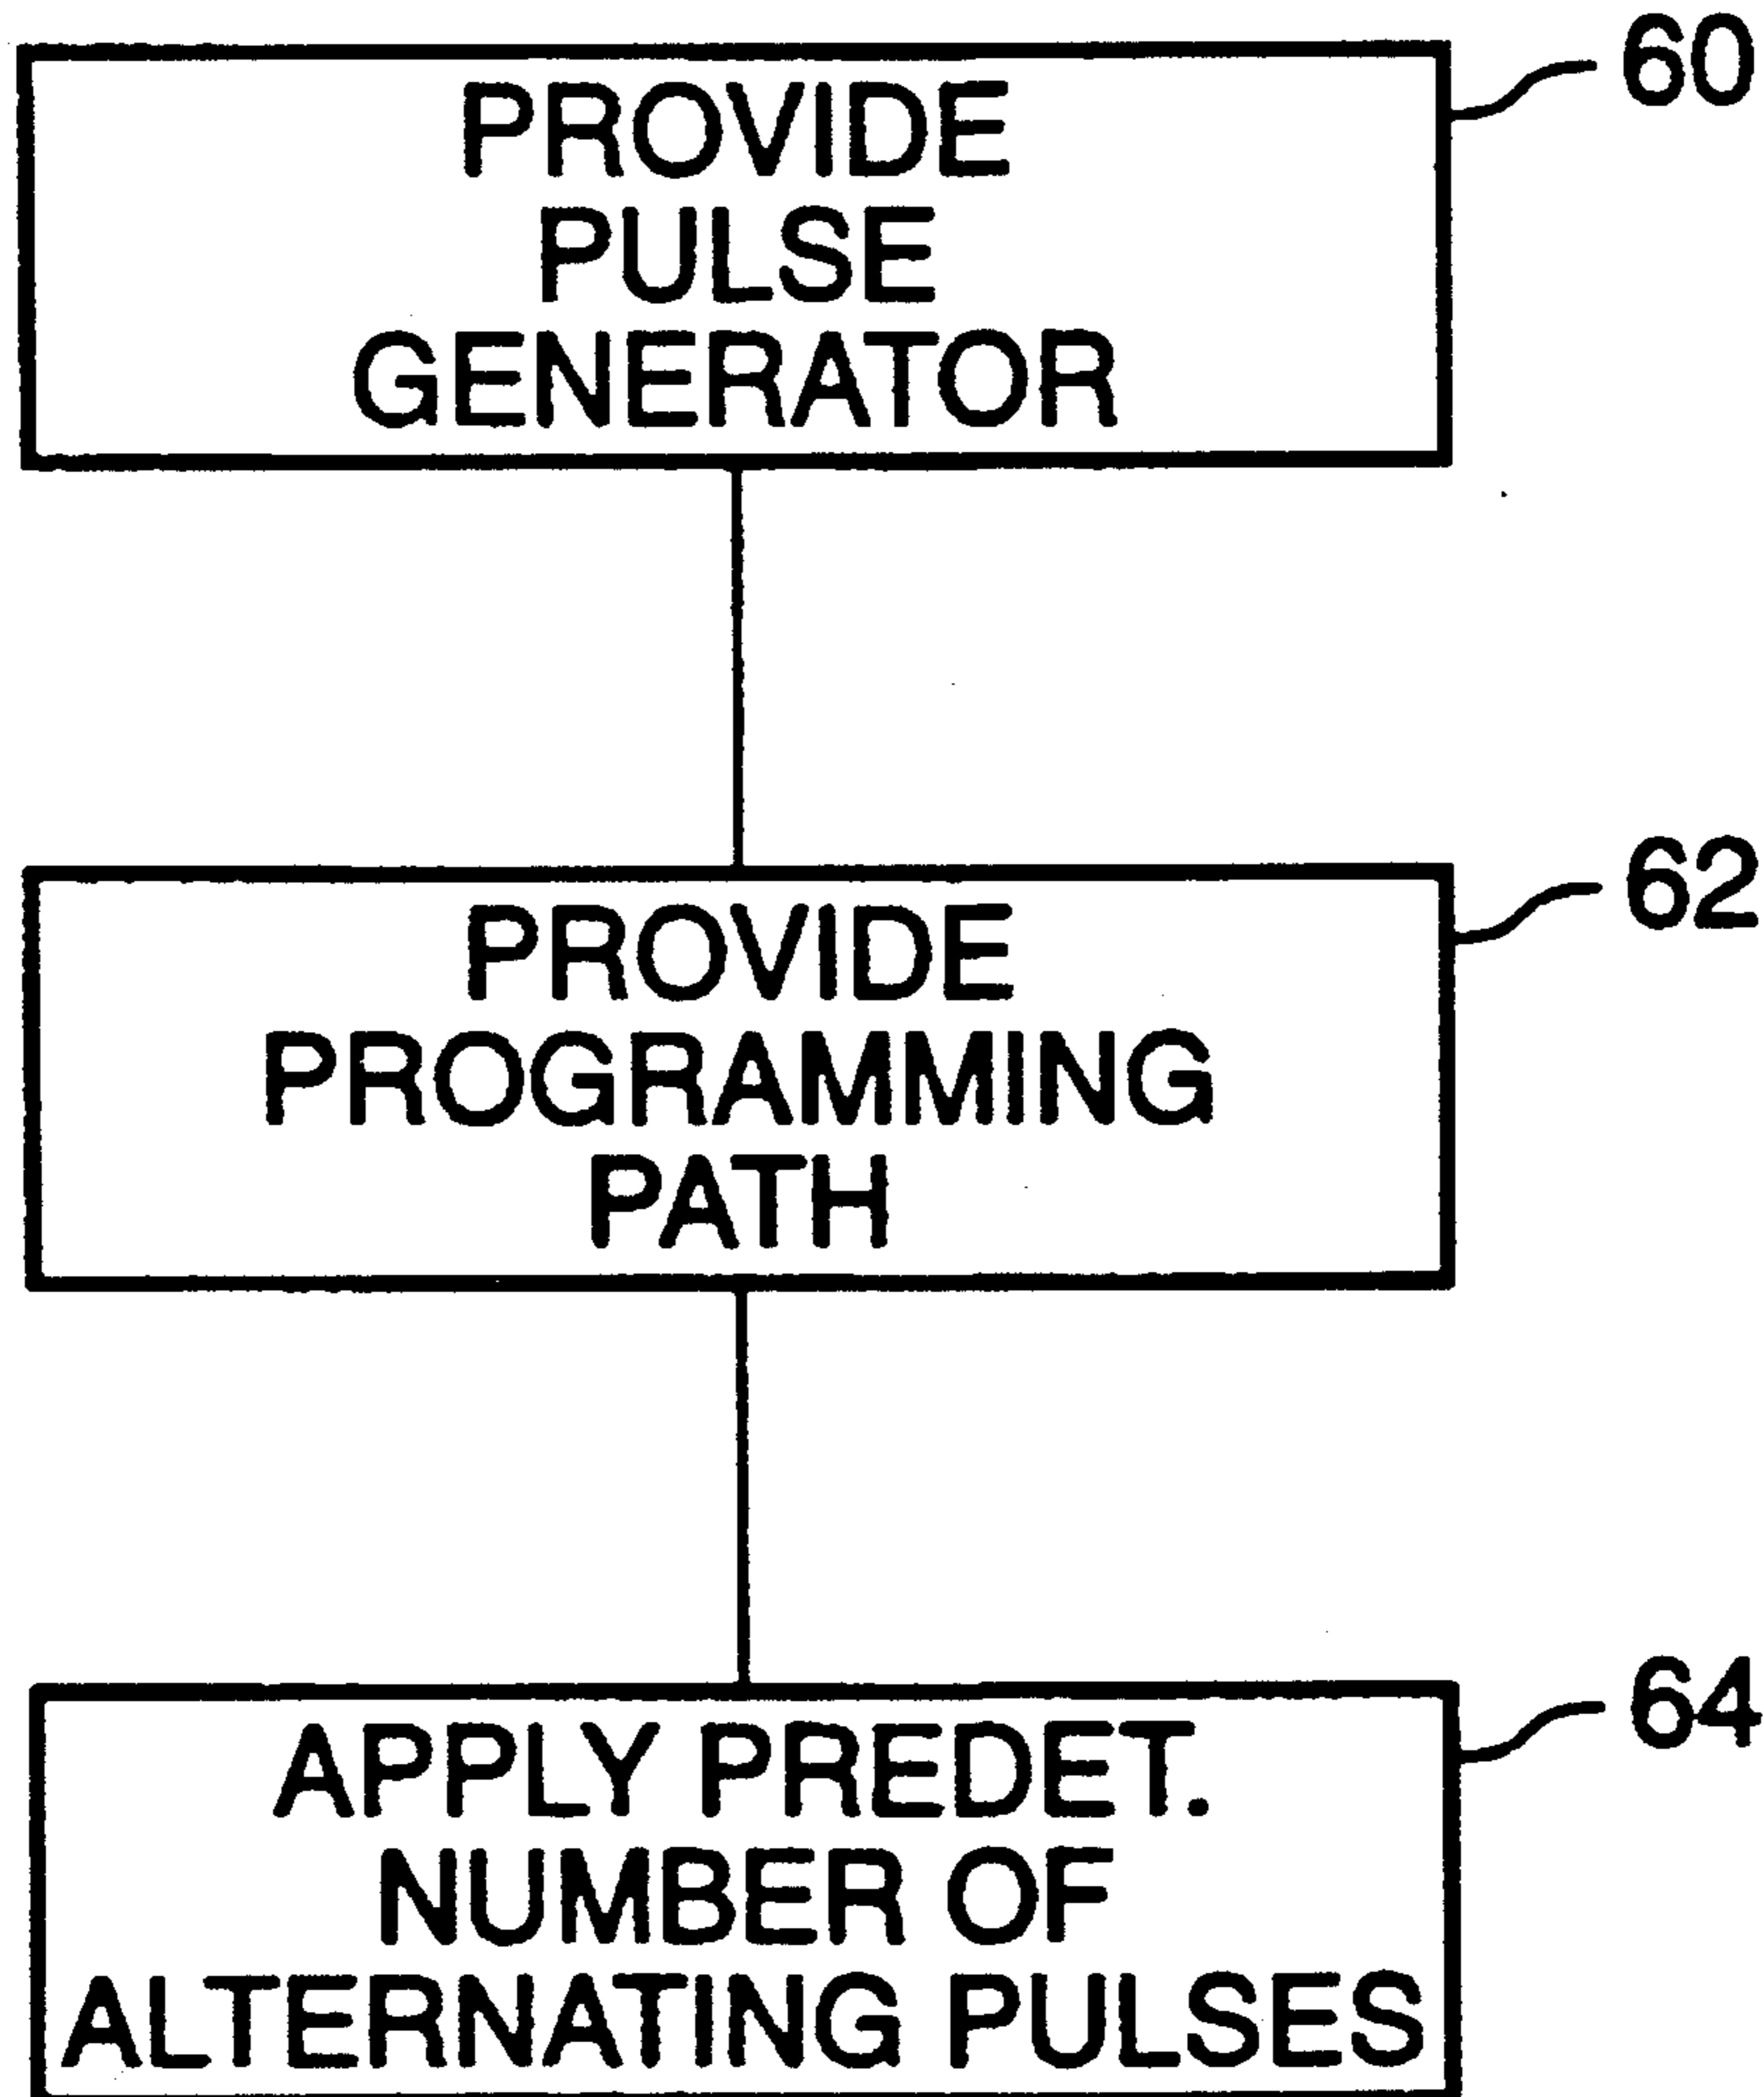 60
PROVIDE
PULSE
GENERATOR
62
PROVIDE
PROGRAMMING
PATH
64
APPLY PREDET.
NUMBER OF
ALTERNATING PULSES